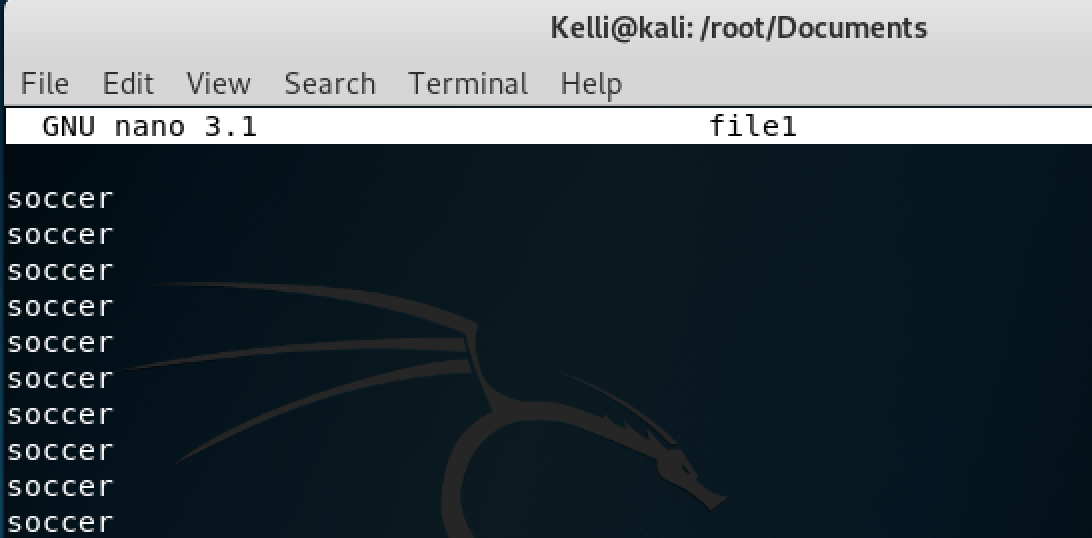 Kelli@kali: /root/Documents
File Edit View Search Terminal Help
GNU nano 3.1 file1
soccer
soccer
soccer
soccer
soccer
soccer
soccer
soccer
soccer
soccer